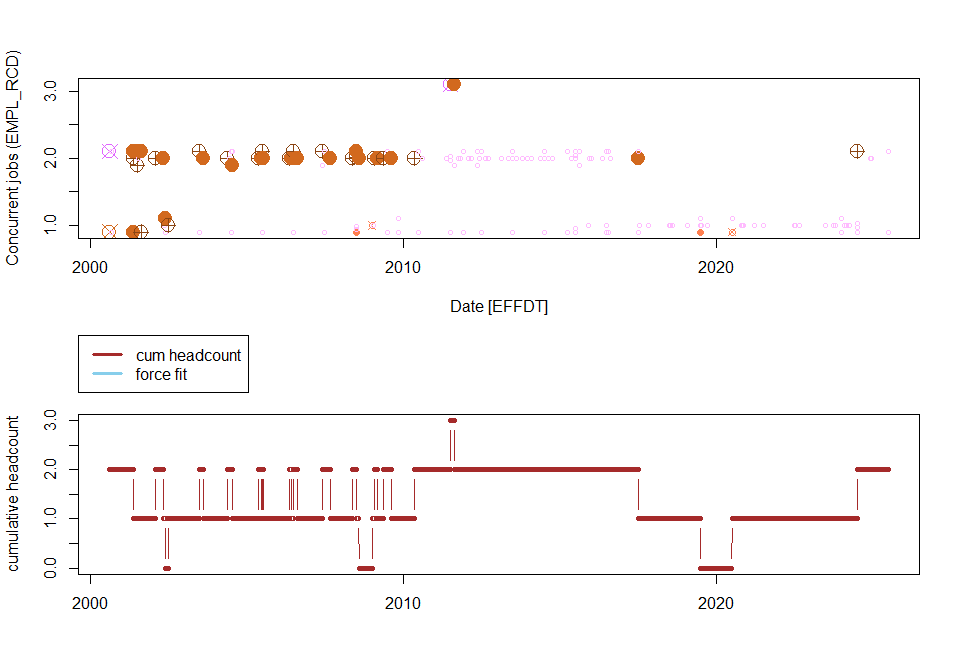 Concurrent jobs (EMPL_RCD)
3.0
2.0
1.0
2000
2010
2020
Date [EFFDT]
cum headcount
force fit
cumulative headcount
3.0
2.0
1.0
0.0
2000
2010
2020